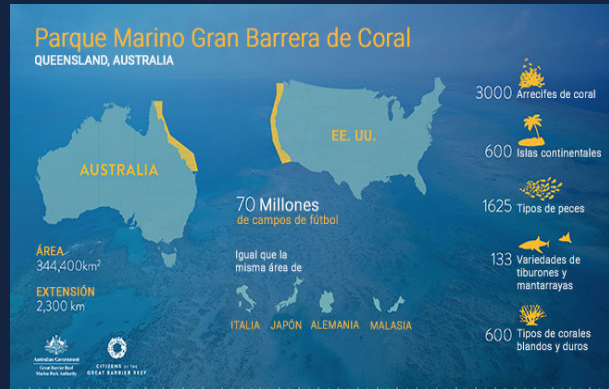 Parque Marino Gran Barrera de Coral
QUEENSLAND, AUSTRALIA
AUSTRALIA
EE. UU.
ÁREA
344,400km²
EXTENSIÓN
2,300 km
70 Millones
de campos de fútbol
Igual que la
misma área de
ITALIA JAPÓN ALEMANIA MALASIA
3000 Arrecifes de coral
600 Islas continentales
1625 Tipos de peces
133 Variedades de
tiburones y
mantarrayas
600 Tipos de corales
blandos y duros
Australian Government
Great Barrier Reef
Marine Park Authority
CITIZENS OF THE
GREAT BARRIER REEF